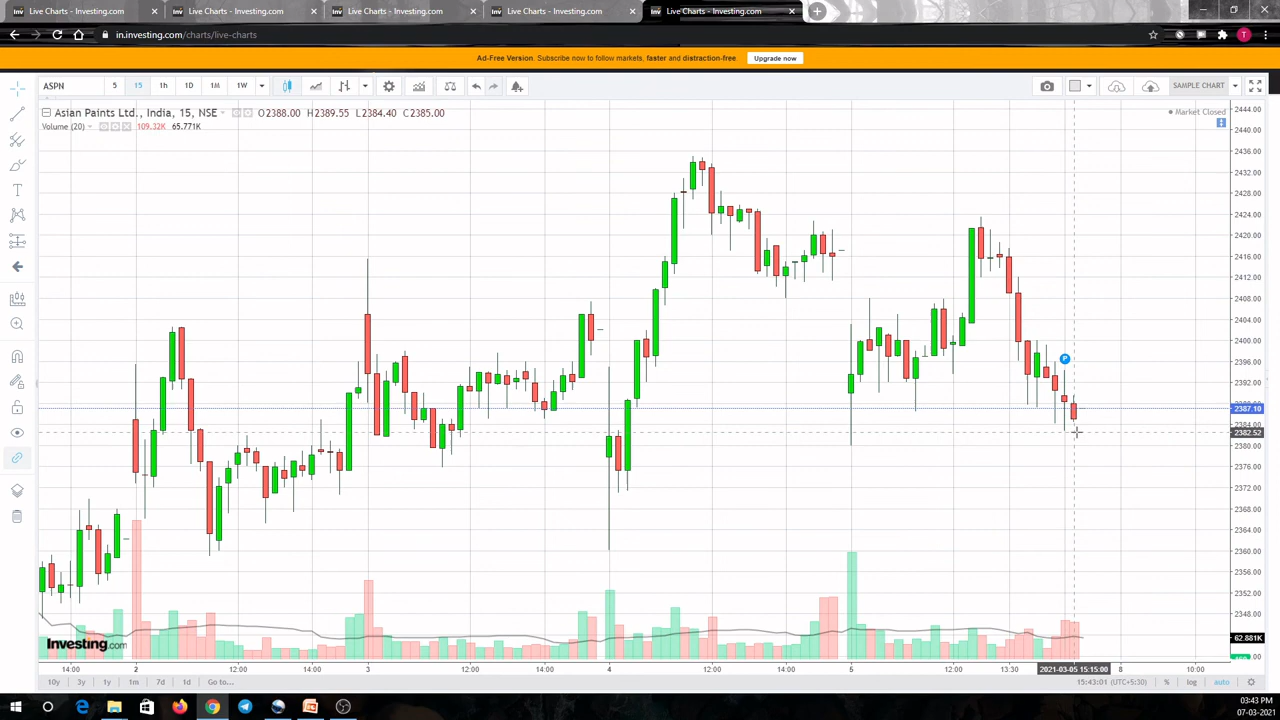 Live Charts - Investing.com
Live Charts - Investing.com
Live Charts - Investing.com
Live Charts - Investing.com
Live Charts - Investing.com
in.investing.com/charts/live-charts
Ad-Free Version. Subscribe now to follow markets, faster and distraction-free.
Upgrade now
ASPN
5 15 1h 1D 1M 1W
SAMPLE CHART
Asian Paints Ltd., India, 15, NSE O2388.00 H2389.55 L2384.40 C2385.00
Market Closed
Volume (20) 109.32K 65.771K
2444.00
2440.00
2436.00
2432.00
2428.00
2424.00
2420.00
2416.00
2412.00
2408.00
2404.00
2400.00
2396.00
P
2392.00
2387.10
2384.00
2382.52
2380.00
2376.00
2372.00
2368.00
2364.00
2360.00
2356.00
2352.00
2348.00
62.881K
Investing.com
14:00 2 12:00 14:00 3 12:00 14:00 4 12:00 14:00 5 12:00 13:30 2021-03-05 15:15:00 8 10:00
10y 3y 1y 1m 7d 1d Go to...
15:43:01 (UTC+5:30) % log auto
03:43 PM
07-03-2021